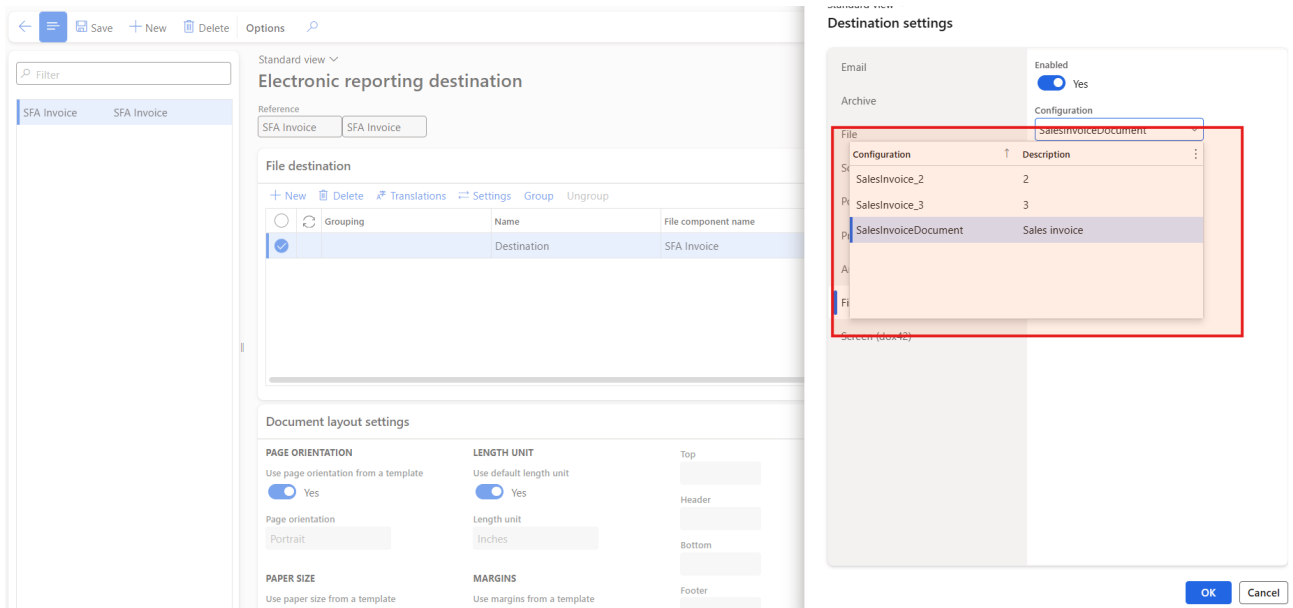 Save
New
Delete
Options
Filter
SFA Invoice SFA Invoice
Standard view
Electronic reporting destination
Reference
SFA Invoice SFA Invoice
File destination
New Delete Translations Settings Group Ungroup
Grouping Name File component name
Destination SFA Invoice
Document layout settings
PAGE ORIENTATION
Use page orientation from a template
Yes
Page orientation
Portrait
PAPER SIZE
Use paper size from a template
LENGTH UNIT
Use default length unit
Yes
Length unit
Inches
MARGINS
Use margins from a template
Top
Header
Bottom
Footer
Standard view
Destination settings
Email
Archive
File
Screen (dox42)
Enabled
Yes
Configuration
SalesInvoiceDocument
Configuration Description
SalesInvoice_2 2
SalesInvoice_3 3
SalesInvoiceDocument Sales invoice
OK Cancel